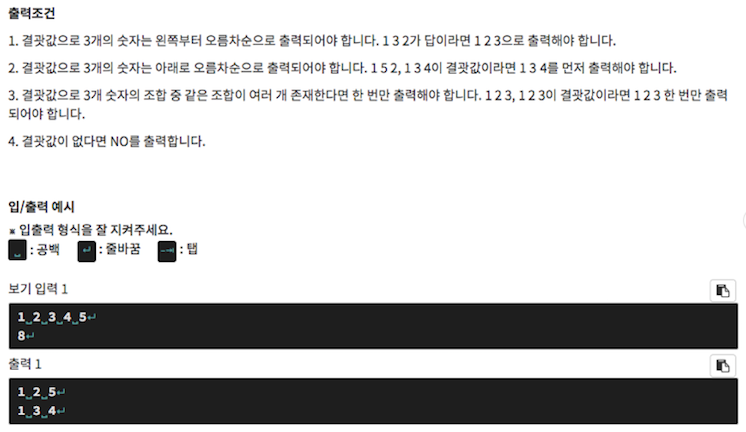 출력조건
1. 결괏값으로 3개의 숫자는 왼쪽부터 오름차순으로 출력되어야 합니다. 1 3 2가 답이라면 1 2 3으로 출력해야 합니다.
2. 결괏값으로 3개의 숫자는 아래로 오름차순으로 출력되어야 합니다. 1 5 2, 1 3 4이 결괏값이라면 1 3 4를 먼저 출력해야 합니다.
3. 결괏값으로 3개 숫자의 조합 중 같은 조합이 여러 개 존재한다면 한 번만 출력해야 합니다. 1 2 3, 1 2 3이 결괏값이라면 1 2 3 한 번만 출력
되어야 합니다.
4. 결괏값이 없다면 NO를 출력합니다.
입/출력 예시
※ 입출력 형식을 잘 지켜주세요.
␣ : 공백 ↵ : 줄바꿈 ⇥ : 탭
보기 입력 1
1␣2␣3␣4␣5↵
8↵
출력 1
1␣2␣5↵
1␣3␣4↵